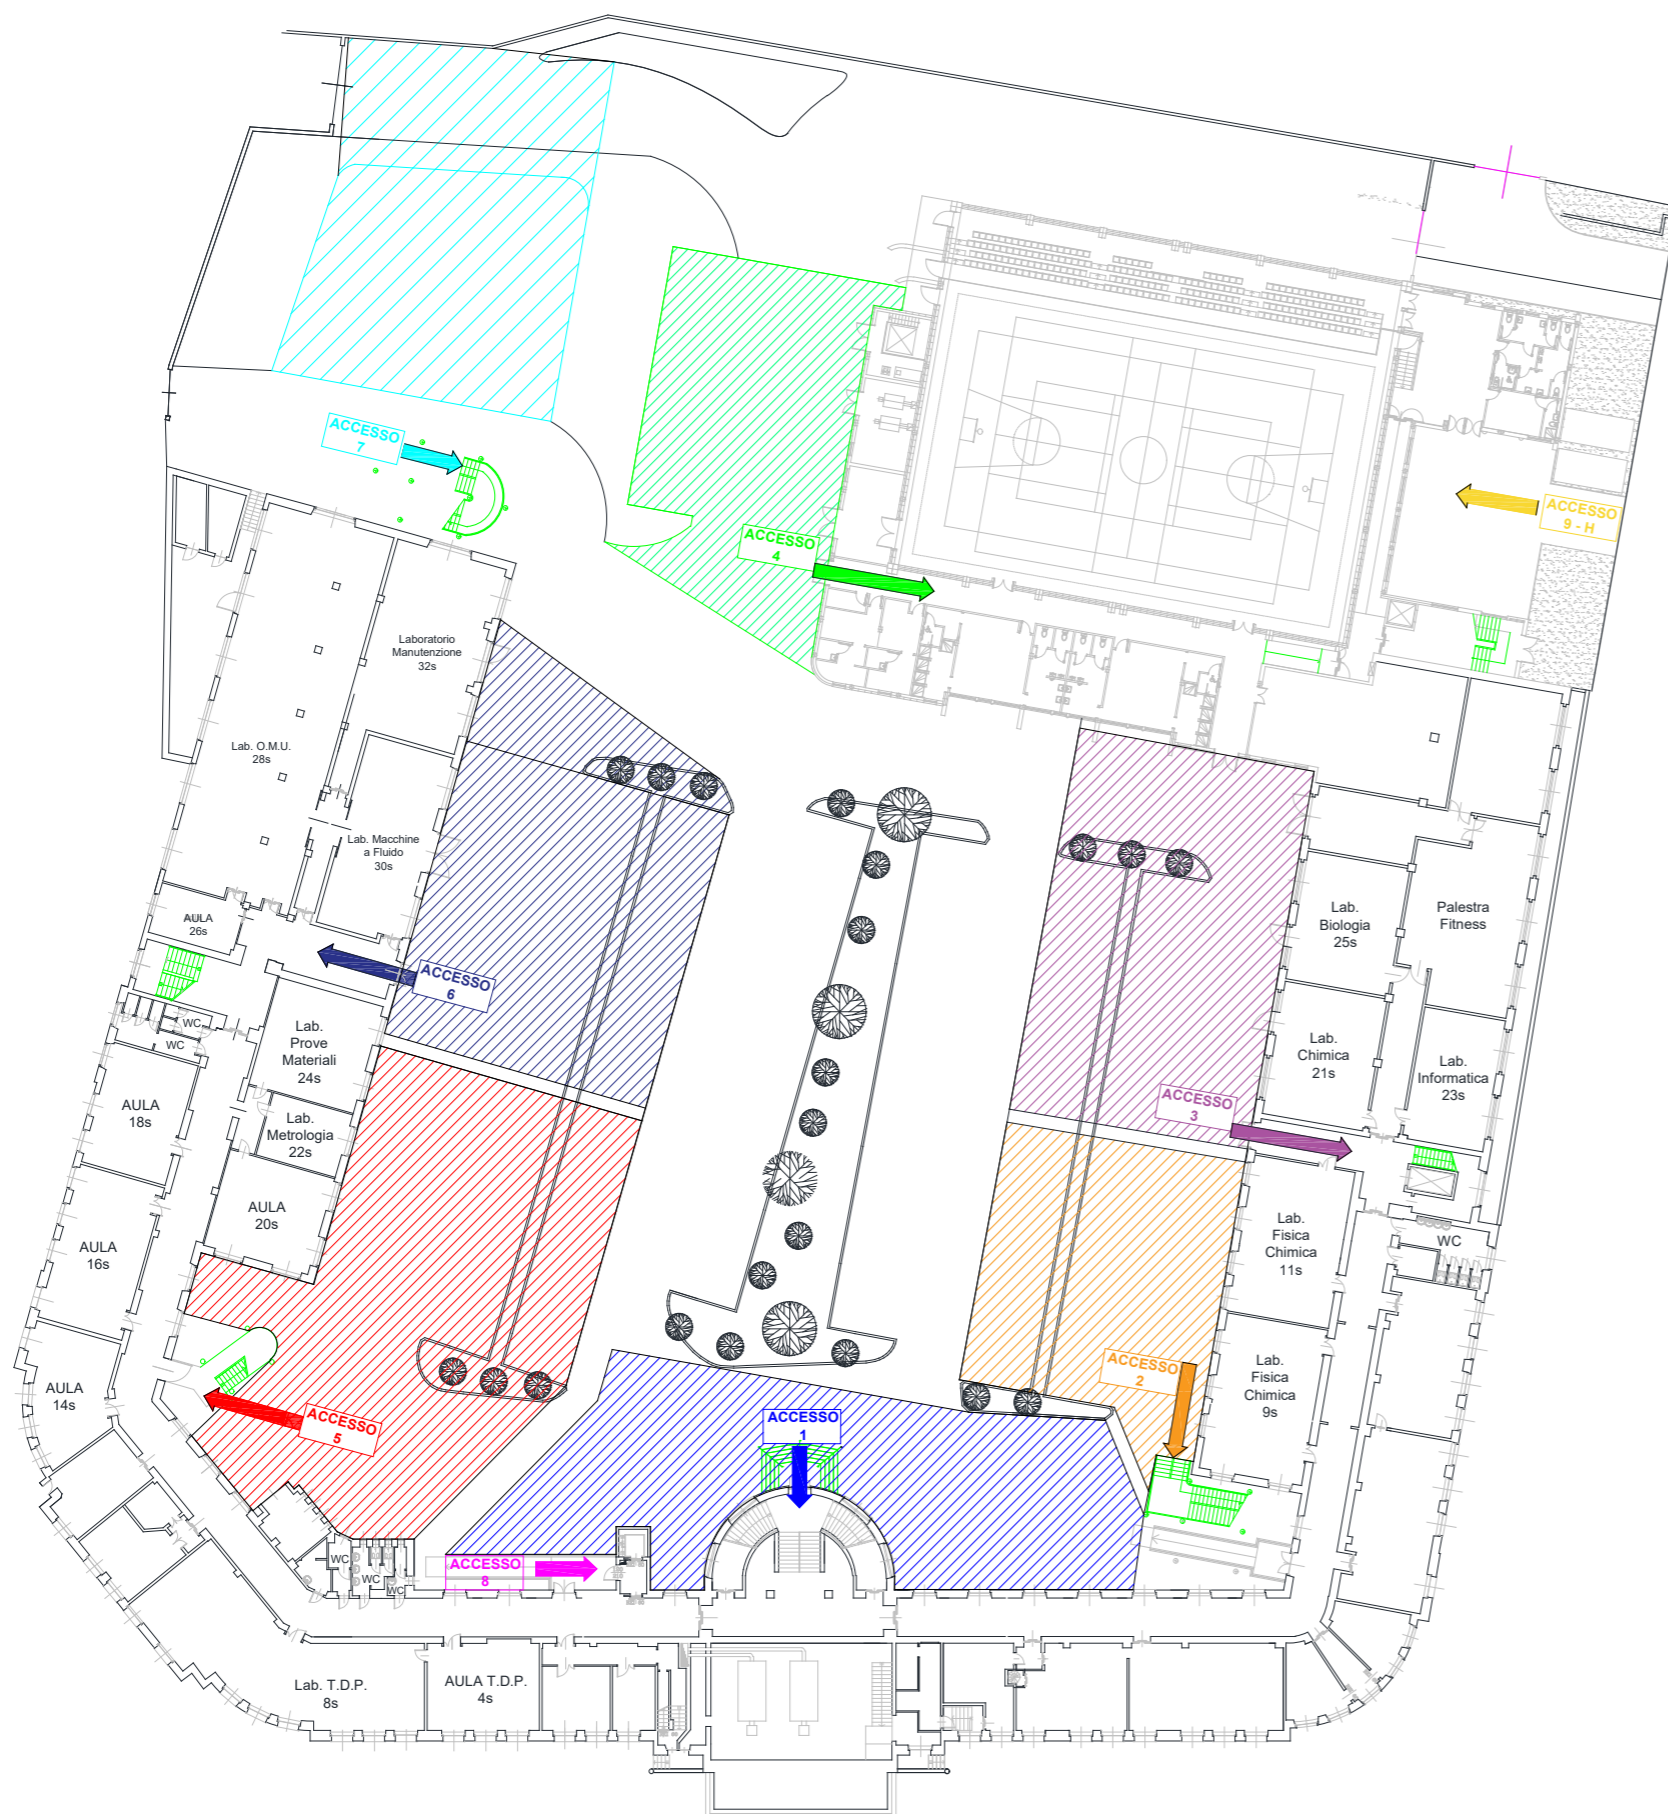 ACCESSO
7
ACCESSO
9 - H
ACCESSO
4
Laboratorio
Manutenzione
32s
Lab. O.M.U.
28s
Lab. Macchine
a Fluido
30s
AULA
26s
Lab.
Biologia
25s
Palestra
Fitness
ACCESSO
6
WC
WC
Lab.
Prove
Materiali
24s
Lab.
Chimica
21s
Lab.
Informatica
23s
AULA
18s
Lab.
Metrologia
22s
ACCESSO
3
AULA
20s
AULA
16s
Lab.
Fisica
Chimica
11s
WC
AULA
14s
ACCESSO
2
Lab.
Fisica
Chimica
9s
ACCESSO
5
ACCESSO
1
WC
WC
WC
ACCESSO
8
Lab. T.D.P.
8s
AULA T.D.P.
4s